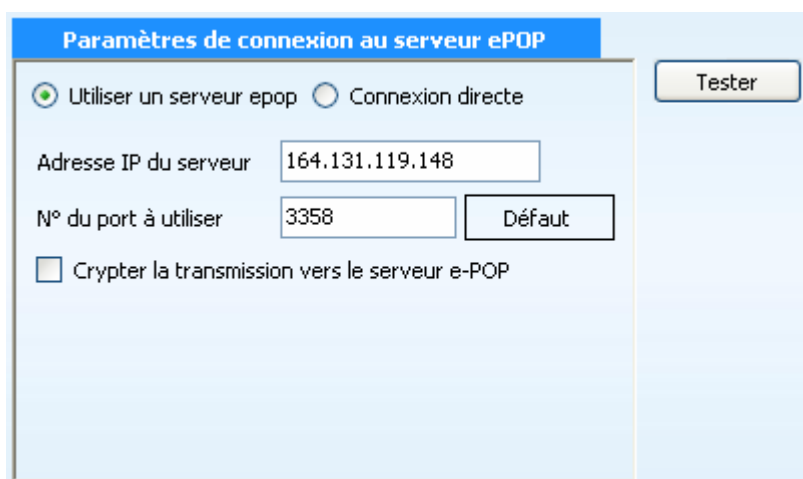 Paramètres de connexion au serveur ePOP
Tester
Utiliser un serveur epop Connexion directe
Adresse IP du serveur 164.131.119.148
N° du port à utiliser 3358 Défaut
Crypter la transmission vers le serveur e-POP